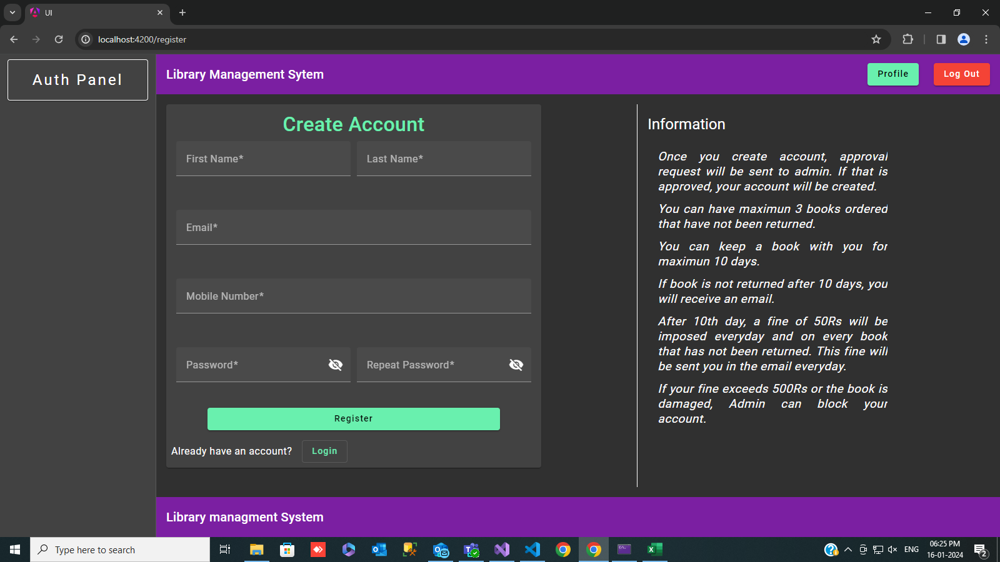 UI
localhost:4200/register
Auth Panel
Library Management Sytem
Profile
Log Out
Create Account
First Name*
Last Name*
Email*
Mobile Number*
Password*
Repeat Password*
Register
Already have an account?
Login
Information
Once you create account, approval
request will be sent to admin. If that is
approved, your account will be created.
You can have maximun 3 books ordered
that have not been returned.
You can keep a book with you for
maximun 10 days.
If book is not returned after 10 days, you
will receive an email.
After 10th day, a fine of 50Rs will be
imposed everyday and on every book
that has not been returned. This fine will
be sent you in the email everyday.
If your fine exceeds 500Rs or the book is
damaged, Admin can block your
account.
Library managment System
Type here to search
ENG
06:25 PM
16-01-2024
2